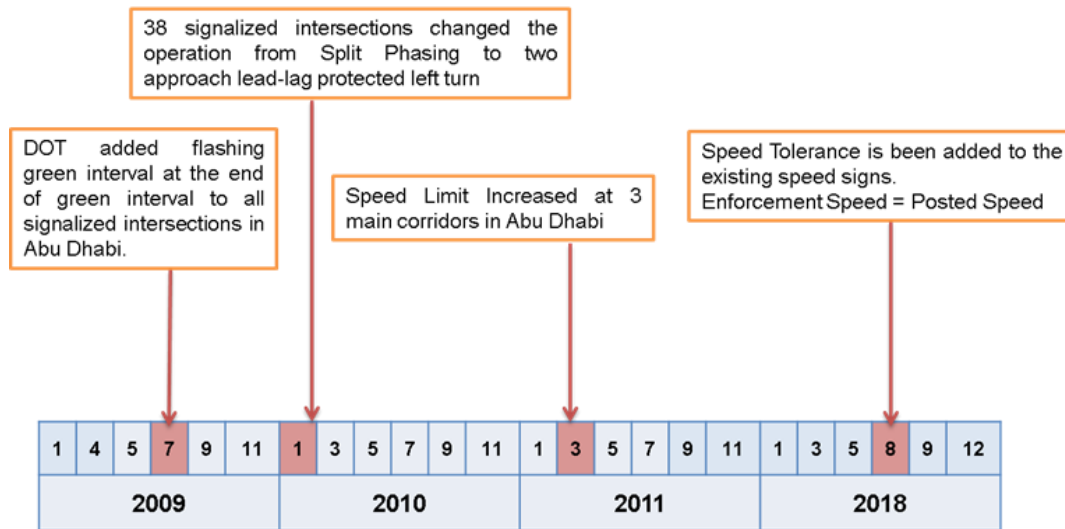 38 signalized intersections changed the
operation from Split Phasing to two
approach lead-lag protected left turn
DOT added flashing
green interval at the end
of green interval to all
signalized intersections in
Abu Dhabi.
Speed Limit Increased at 3
main corridors in Abu Dhabi
Speed Tolerance is been added to the
existing speed signs.
Enforcement Speed = Posted Speed
1 4 5 7 9 11 1 3 5 7 9 11 1 3 5 7 9 11 1 3 5 8 9 12
2009 2010 2011 2018